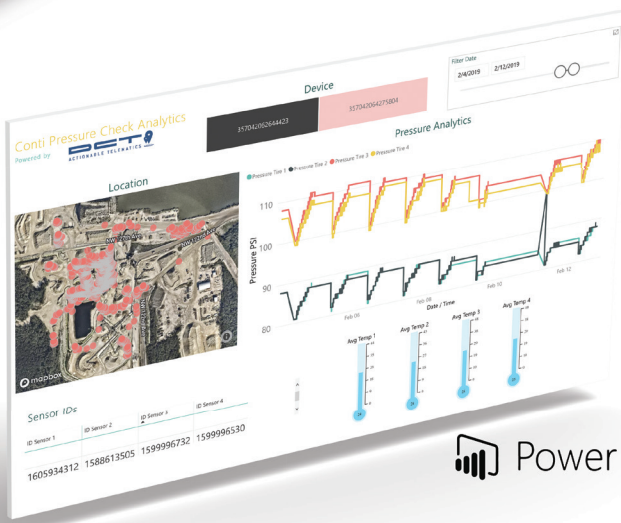 Conti Pressure Check Analytics
Powered by
DCT
ACTIONABLE TELEMATICS
Device
357042062644423
357042064275804
Filter Date
2/4/2019
2/12/2019
Location
mapbox
Pressure Analytics
Pressure Tire 1
Pressure Tire 2
Pressure Tire 3
Pressure Tire 4
Pressure PSI
110
100
90
80
Feb 06
Feb 08
Feb 10
Feb 12
Date / Time
Avg Temp 1
Avg Temp 2
Avg Temp 3
Avg Temp 4
Sensor IDs
ID Sensor 1
ID Sensor 2
ID Sensor 3
ID Sensor 4
1605934312
1588613505
1599996732
1599996530
Power